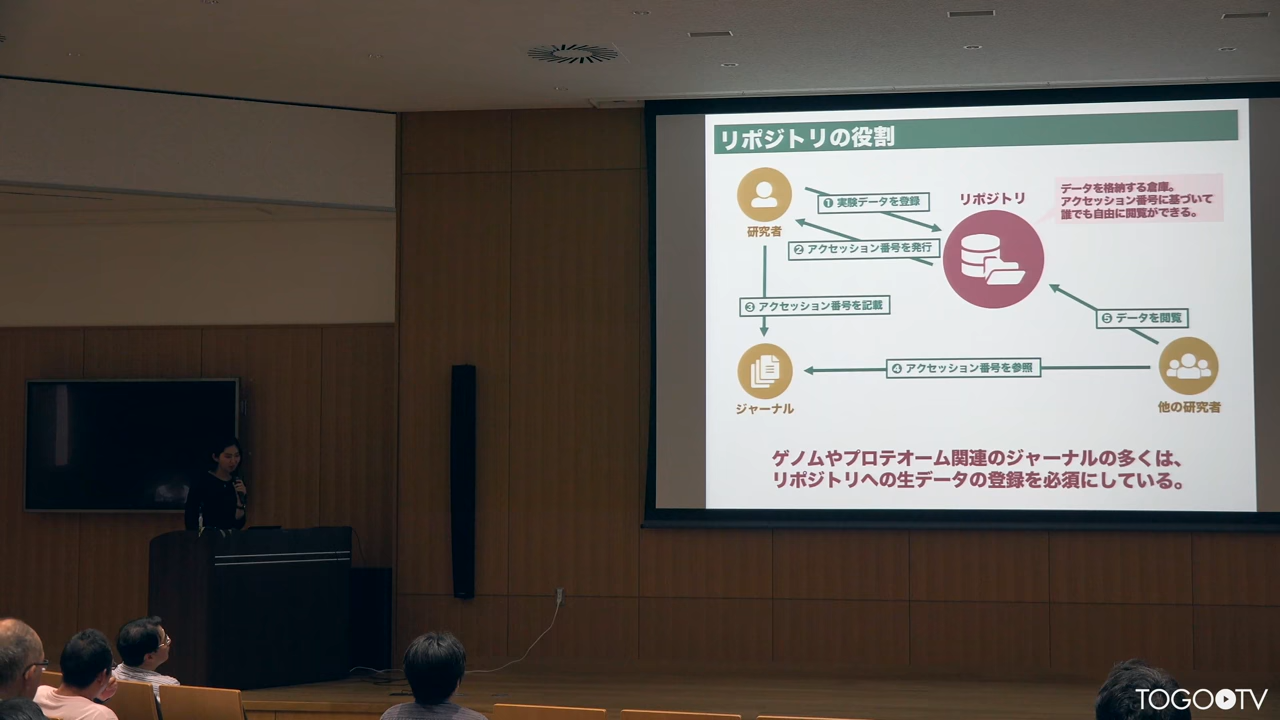 リポジトリの役割
研究者
① 実験データを登録
② アクセッション番号を発行
リポジトリ
データを格納する倉庫。
アクセッション番号に基づいて
誰でも自由に閲覧ができる。
③ アクセッション番号を記載
⑤ データを閲覧
④ アクセッション番号を参照
ジャーナル
他の研究者
ゲノムやプロテオーム関連のジャーナルの多くは、
リポジトリへの生データの登録を必須にしている。
TOGOTV